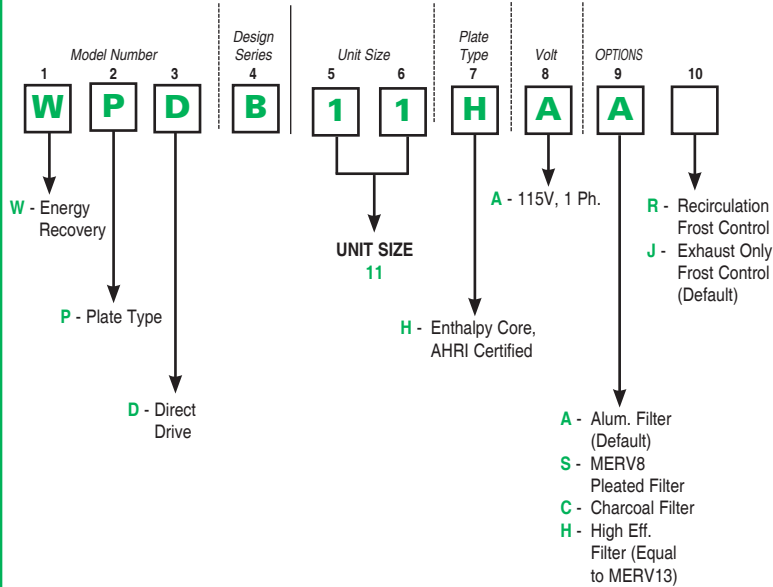 Model Number
Design
Series
Unit Size
Plate
Type
Volt
OPTIONS
1 2 3 4 5 6 7 8 9 10
W P D B 1 1 H A A
W - Energy
Recovery
P - Plate Type
D - Direct
Drive
UNIT SIZE
11
H - Enthalpy Core,
AHRI Certified
A - 115V, 1 Ph.
A - Alum. Filter
(Default)
S - MERV8
Pleated Filter
C - Charcoal Filter
H - High Eff.
Filter (Equal
to MERV13)
R - Recirculation
Frost Control
J - Exhaust Only
Frost Control
(Default)